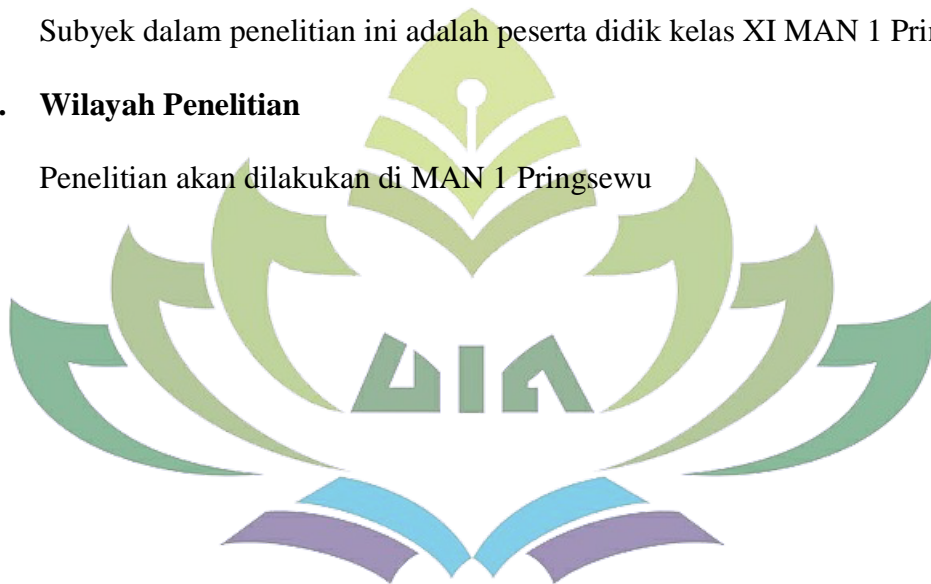 Subyek dalam penelitian ini adalah peserta didik kelas XI MAN 1
. Wilayah Penelitian
Penelitian akan dilakukan di MAN 1 Pringsewu
UIN